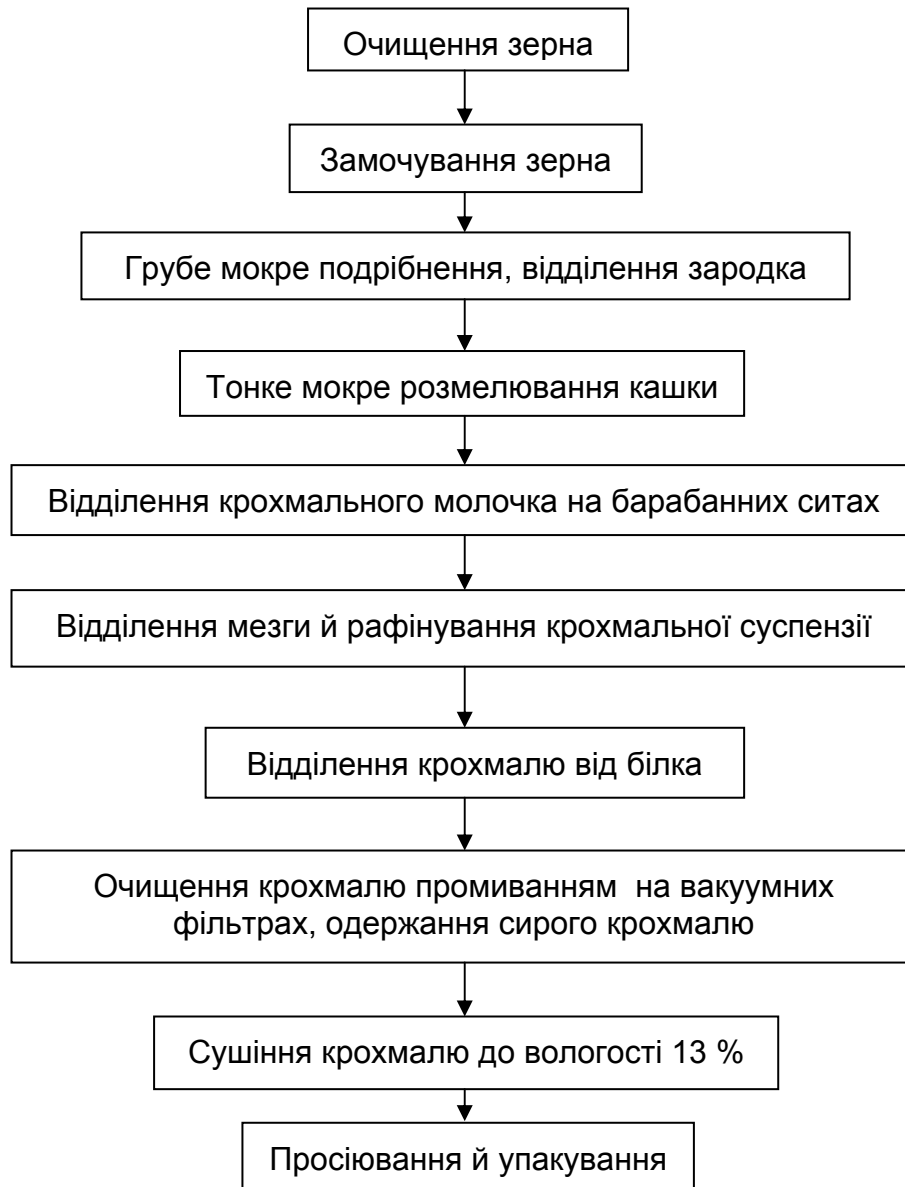 Очищення зерна
Замочування зерна
Грубе мокре подрібнення, відділення зародка
Тонке мокре розмелювання кашки
Відділення крохмального молочка на барабанних ситах
Відділення мезги й рафінування крохмальної суспензії
Відділення крохмалю від білка
Очищення крохмалю промиванням на вакуумних
фільтрах, одержання сирого крохмалю
Сушіння крохмалю до вологості 13 %
Просіювання й упакування